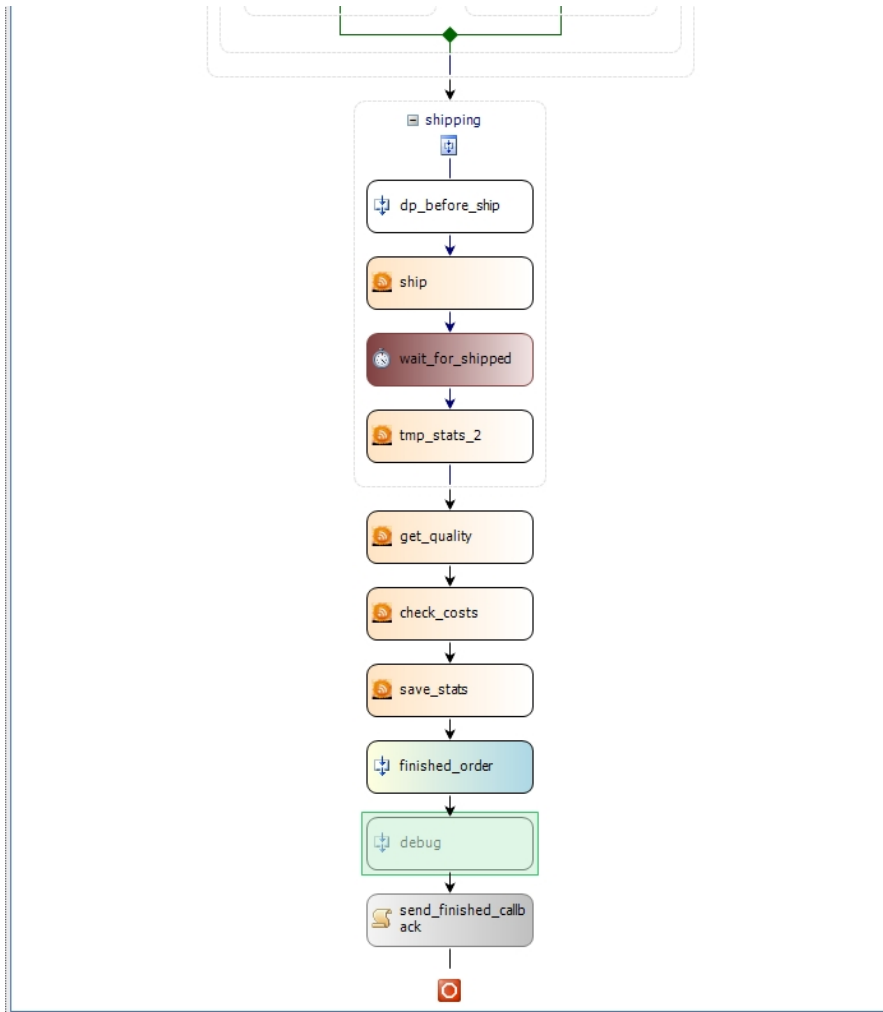 shipping
dp_before_ship
ship
wait_for_shipped
tmp_stats_2
get_quality
check_costs
save_stats
finished_order
debug
send_finished_callb
ack